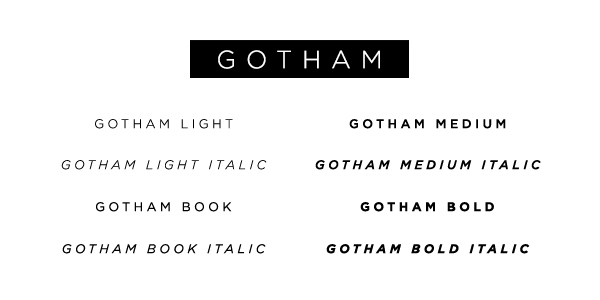 GOTHAM
GOTHAM LIGHT
GOTHAM LIGHT ITALIC
GOTHAM BOOK
GOTHAM BOOK ITALIC
GOTHAM MEDIUM
GOTHAM MEDIUM ITALIC
GOTHAM BOLD
GOTHAM BOLD ITALIC